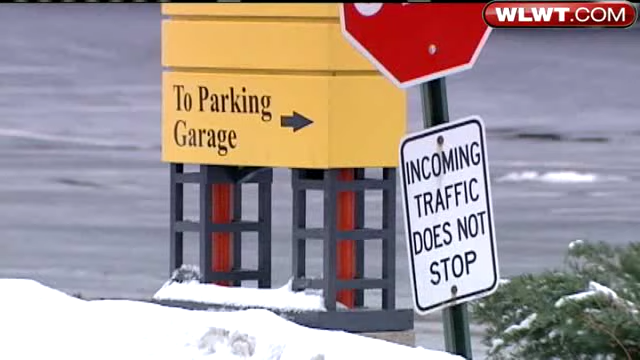 WLWT.COM
To Parking
Garage
INCOMING
TRAFFIC
DOES NOT
STOP